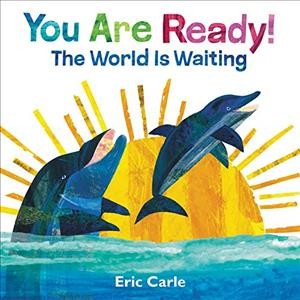 You Are Ready!
The World Is Waiting
Eric Carle